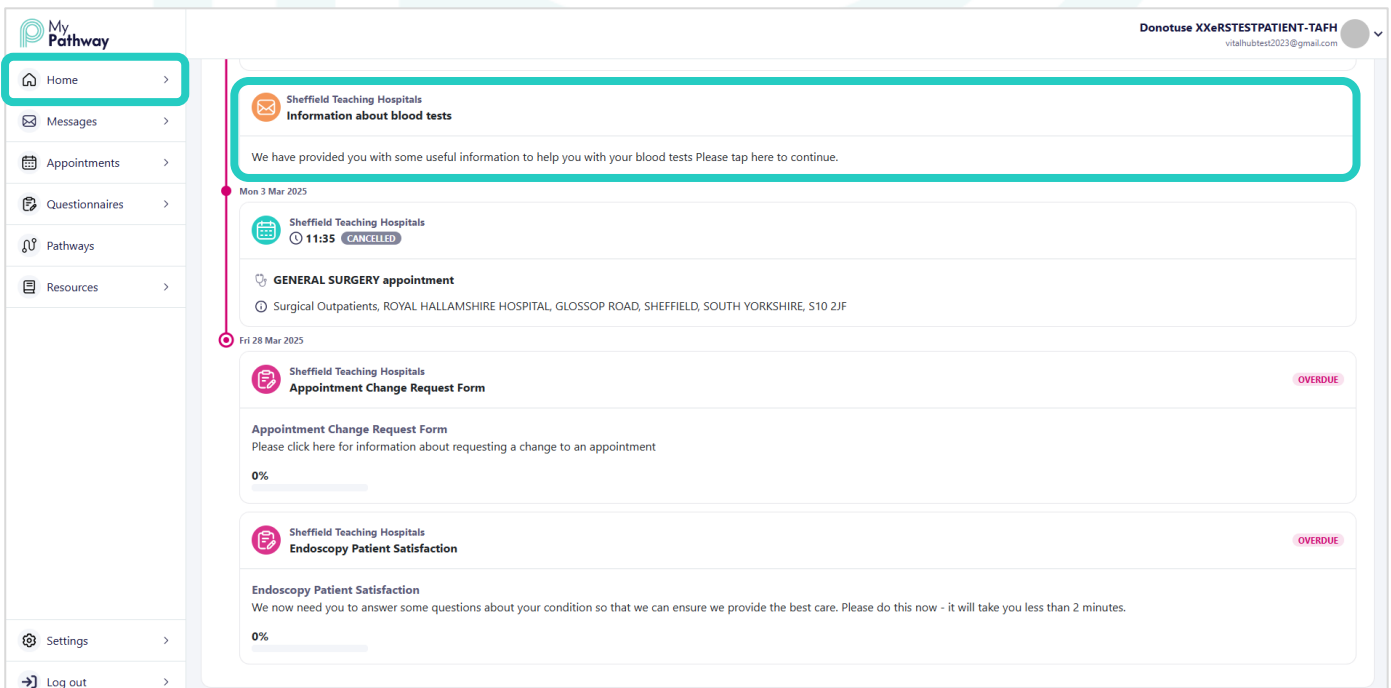 My
Pathway
Donotuse XXeRSTESTPATIENT-TAFH
vitalhubtest2023@gmail.com
Home
Messages
Appointments
Questionnaires
Pathways
Resources
Settings
Log out
Sheffield Teaching Hospitals
Information about blood tests
We have provided you with some useful information to help you with your blood tests Please tap here to continue.
Mon 3 Mar 2025
Sheffield Teaching Hospitals
11:35 CANCELLED
GENERAL SURGERY appointment
Surgical Outpatients, ROYAL HALLAMSHIRE HOSPITAL, GLOSSOP ROAD, SHEFFIELD, SOUTH YORKSHIRE, S10 2JF
Fri 28 Mar 2025
Sheffield Teaching Hospitals
Appointment Change Request Form
OVERDUE
Appointment Change Request Form
Please click here for information about requesting a change to an appointment
0%
Sheffield Teaching Hospitals
Endoscopy Patient Satisfaction
OVERDUE
Endoscopy Patient Satisfaction
We now need you to answer some questions about your condition so that we can ensure we provide the best care. Please do this now - it will take you less than 2 minutes.
0%